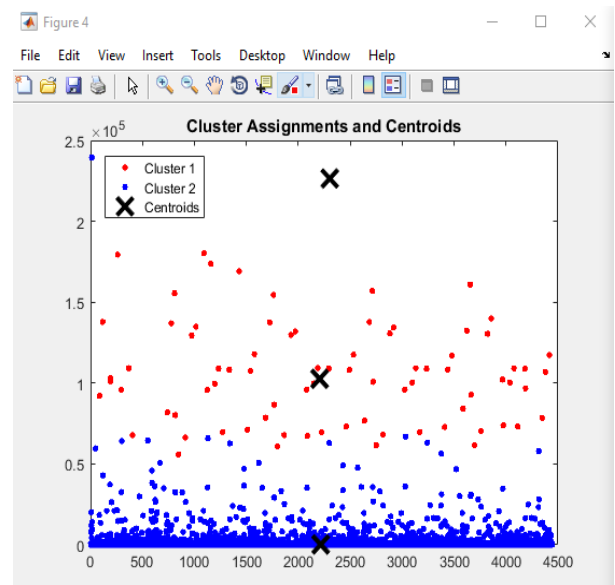 Figure 4
File Edit View Insert Tools Desktop Window Help
Cluster Assignments and Centroids
×10^5
2.5
2
1.5
1
0.5
0
Cluster 1
Cluster 2
Centroids
0 500 1000 1500 2000 2500 3000 3500 4000 4500